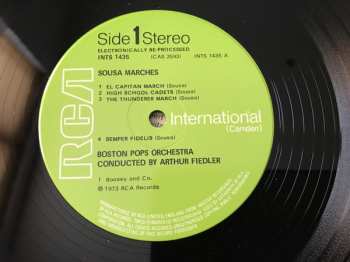 Side 1 Stereo
ELECTRONICALLY RE-PROCESSED
INTS 1435 (CAS 2543) INTS 1435 A
SOUSA MARCHES
1 EL CAPITAN MARCH (Sousa)
2 HIGH SCHOOL CADETS (Sousa)
3 THE THUNDERER MARCH (Sousa)
RCA
International
(Camden)
4 SEMPER FIDELIS (Sousa)
BOSTON POPS ORCHESTRA
CONDUCTED BY ARTHUR FIEDLER
1 Boosey and Co.
℗ 1973 RCA Records